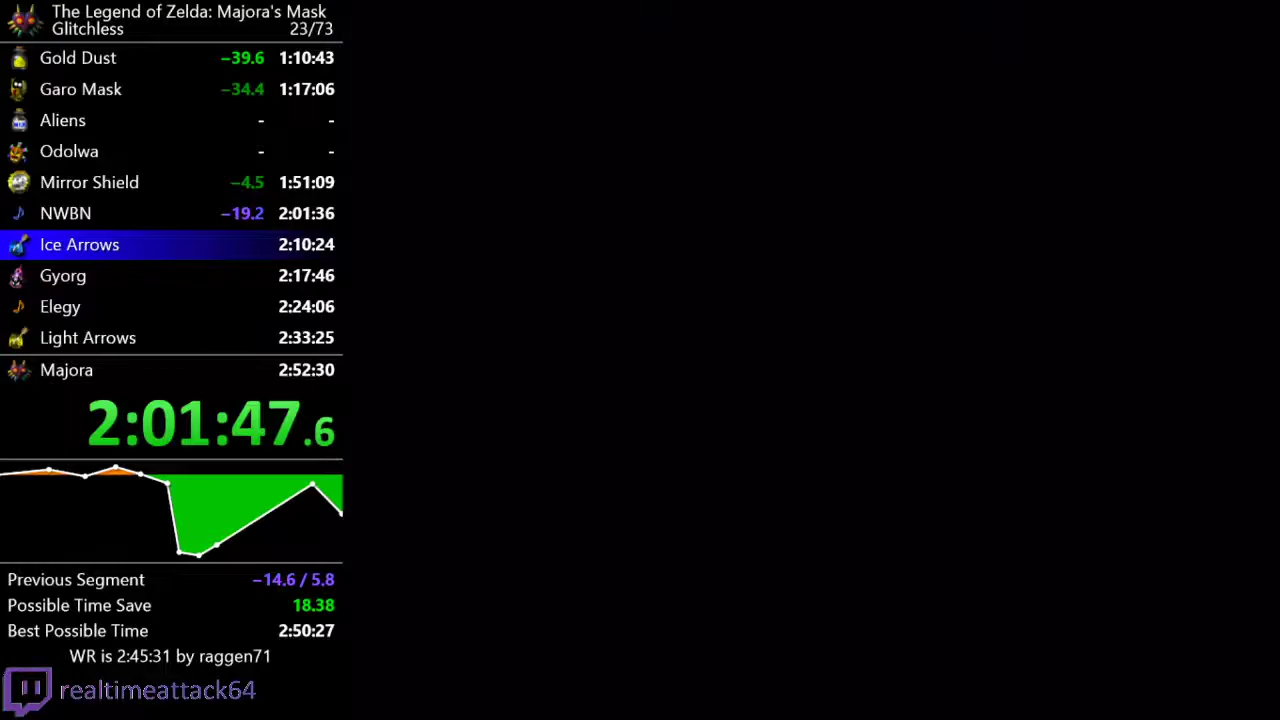 The Legend of Zelda: Majora's Mask
Glitchless 23/73
Gold Dust −39.6 1:10:43
Garo Mask −34.4 1:17:06
Aliens - -
Odolwa - -
Mirror Shield −4.5 1:51:09
NWBN −19.2 2:01:36
Ice Arrows 2:10:24
Gyorg 2:17:46
Elegy 2:24:06
Light Arrows 2:33:25
Majora 2:52:30
2:01:47.6
Previous Segment −14.6 / 5.8
Possible Time Save 18.38
Best Possible Time 2:50:27
WR is 2:45:31 by raggen71
realtimeattack64